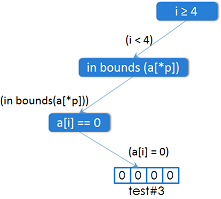 i ≥ 4
(i < 4)
in bounds (a[*p])
(in bounds(a[*p]))
a[i] == 0
(a[i] = 0)
0 0 0 0
test#3